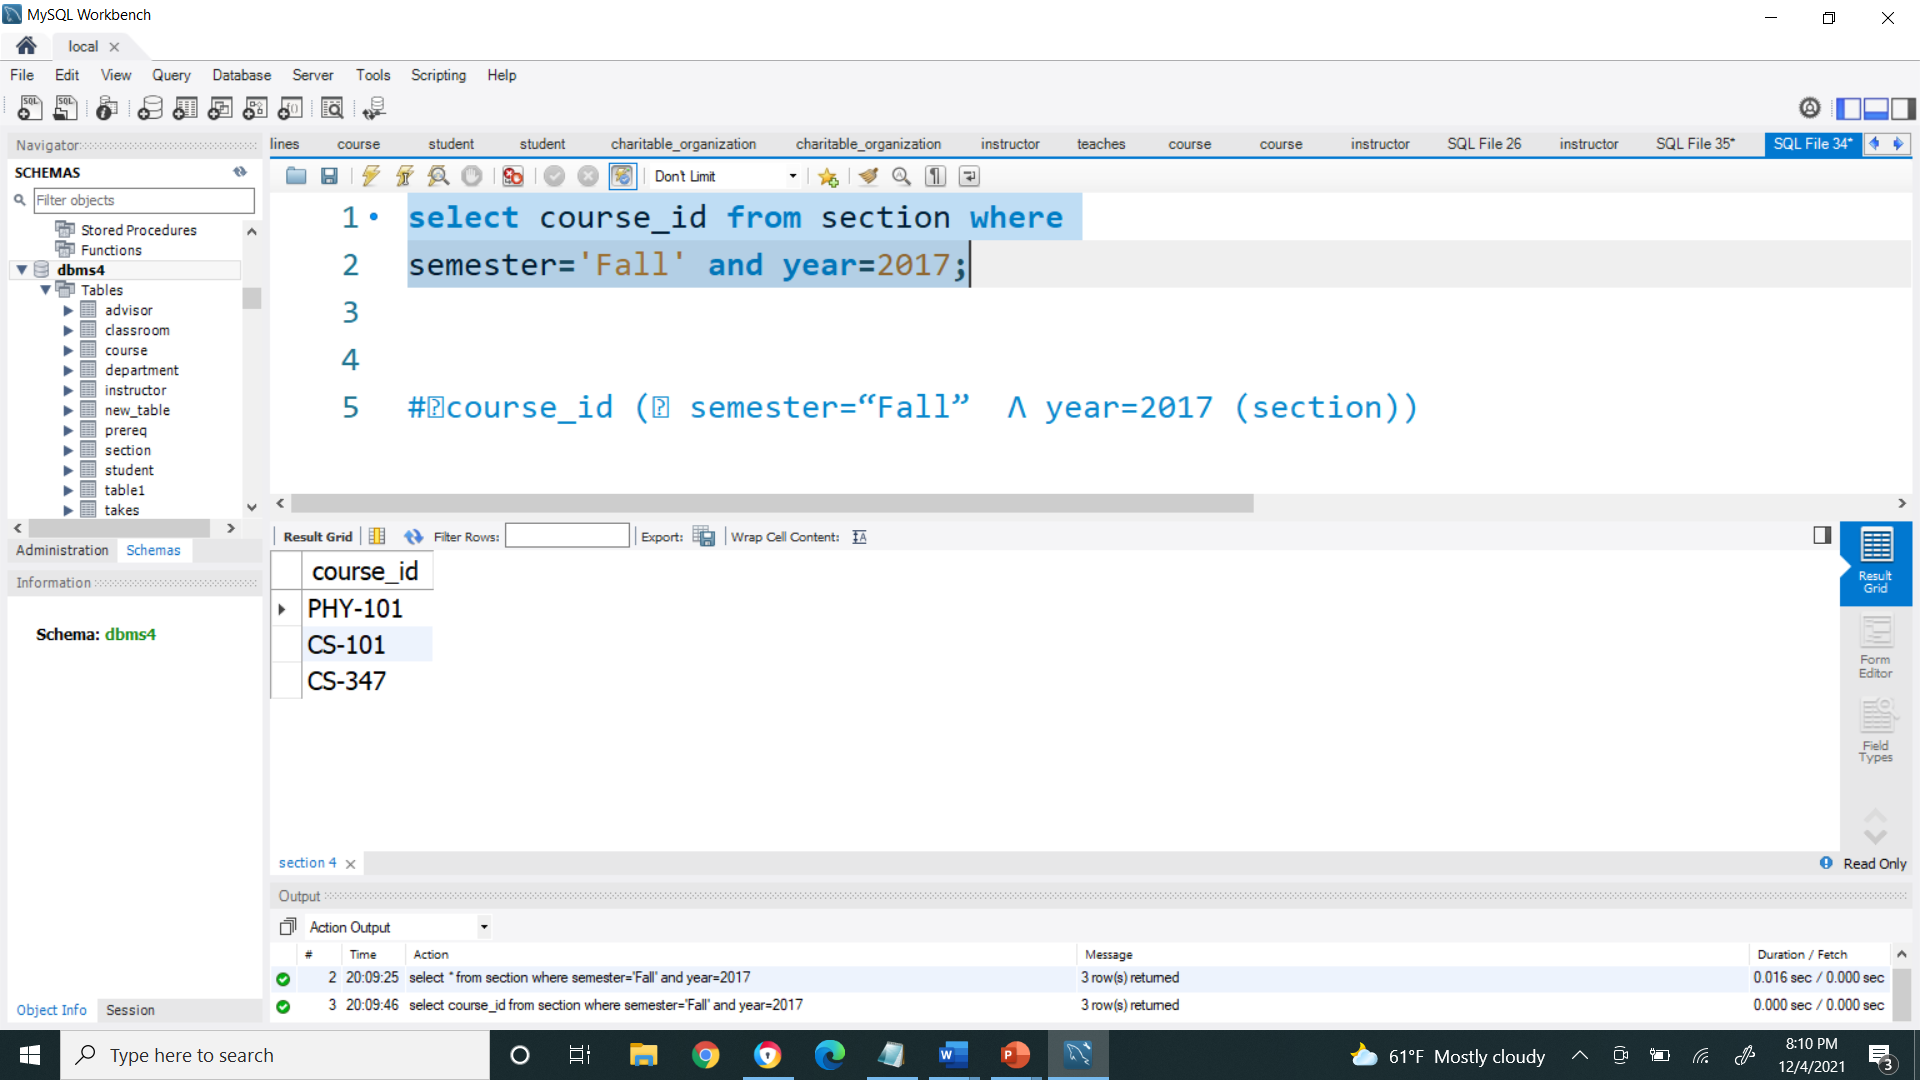 MySQL Workbench
local
File Edit View Query Database Server Tools Scripting Help
Navigator
lines course student student charitable_organization charitable_organization instructor teaches course course instructor SQL File 26 instructor SQL File 35* SQL File 34*
SCHEMAS
Don't Limit
Filter objects
Stored Procedures
Functions
dbms4
Tables
advisor
classroom
course
department
instructor
new_table
prereq
section
student
table1
takes
Administration Schemas
Information
Schema: dbms4
Object Info Session
1 select course_id from section where
2 semester='Fall' and year=2017;
3
4
5 #course_id ( semester=“Fall” Λ year=2017 (section))
Result Grid Filter Rows: Export: Wrap Cell Content:
course_id
PHY-101
CS-101
CS-347
Result
Grid
Form
Editor
Field
Types
section 4
Read Only
Output
Action Output
# Time Action Message Duration / Fetch
2 20:09:25 select * from section where semester='Fall' and year=2017 3 row(s) returned 0.016 sec / 0.000 sec
3 20:09:46 select course_id from section where semester='Fall' and year=2017 3 row(s) returned 0.000 sec / 0.000 sec
Type here to search
61°F Mostly cloudy
8:10 PM
12/4/2021
3